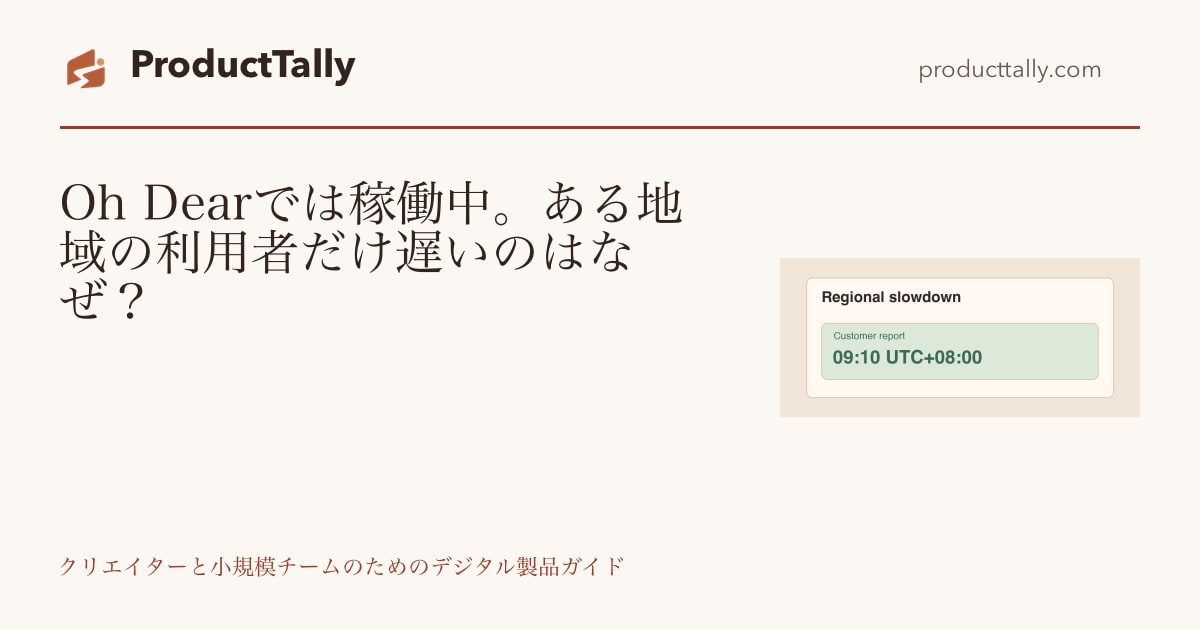 ProductTally
producttally.com
Oh Dearでは稼働中。ある地
域の利用者だけ遅いのはな
ぜ？
Regional slowdown
Customer report
09:10 UTC+08:00
クリエイターと小規模チームのためのデジタル製品ガイド